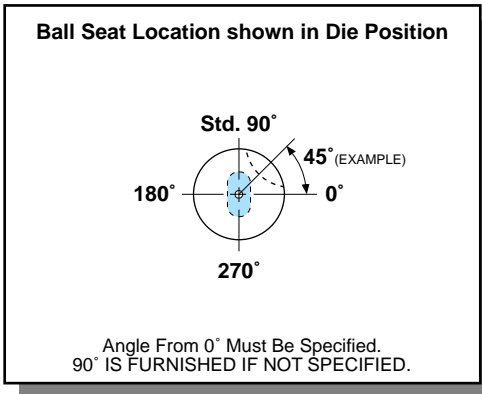 Ball Seat Location shown in Die Position
Std. 90˚
45˚(EXAMPLE)
180˚
0˚
270˚
Angle From 0˚ Must Be Specified.
90˚ IS FURNISHED IF NOT SPECIFIED.